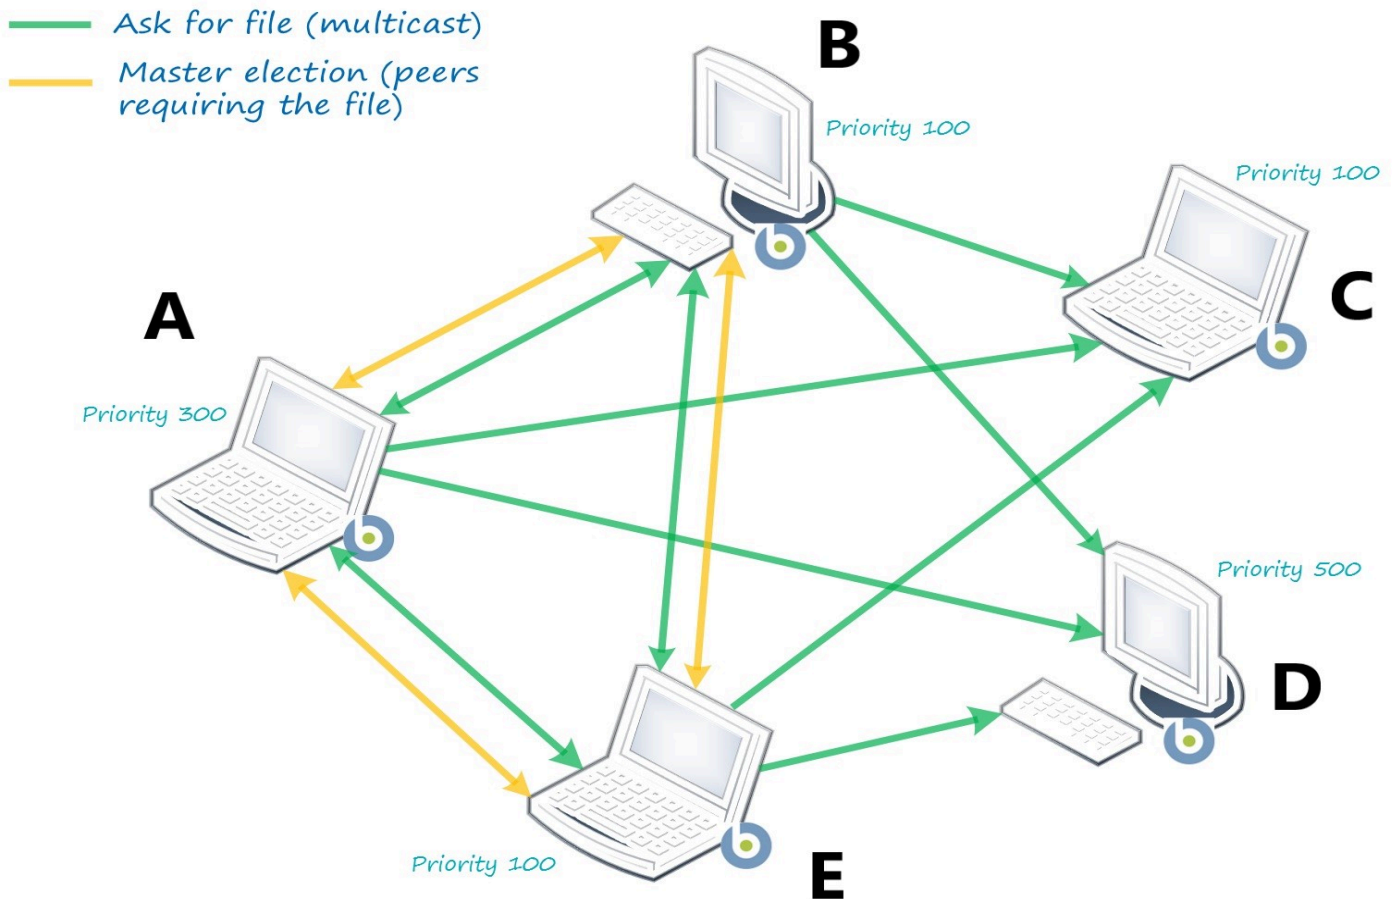 Ask for file (multicast)
Master election (peers
requiring the file)
B
Priority 100
Priority 100
C
A
Priority 300
Priority 500
D
Priority 100
E